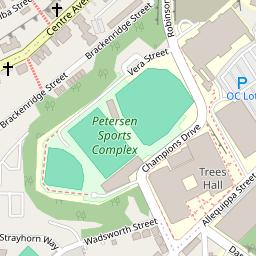 Centre Ave
Brackenridge Street
Robinson
Vera Street
Brackenridge Street
P
OC Lot
Petersen
Sports
Complex
Champions Drive
Trees
Hall
Allequippa Street
Wadsworth Street
Strayhorn Way